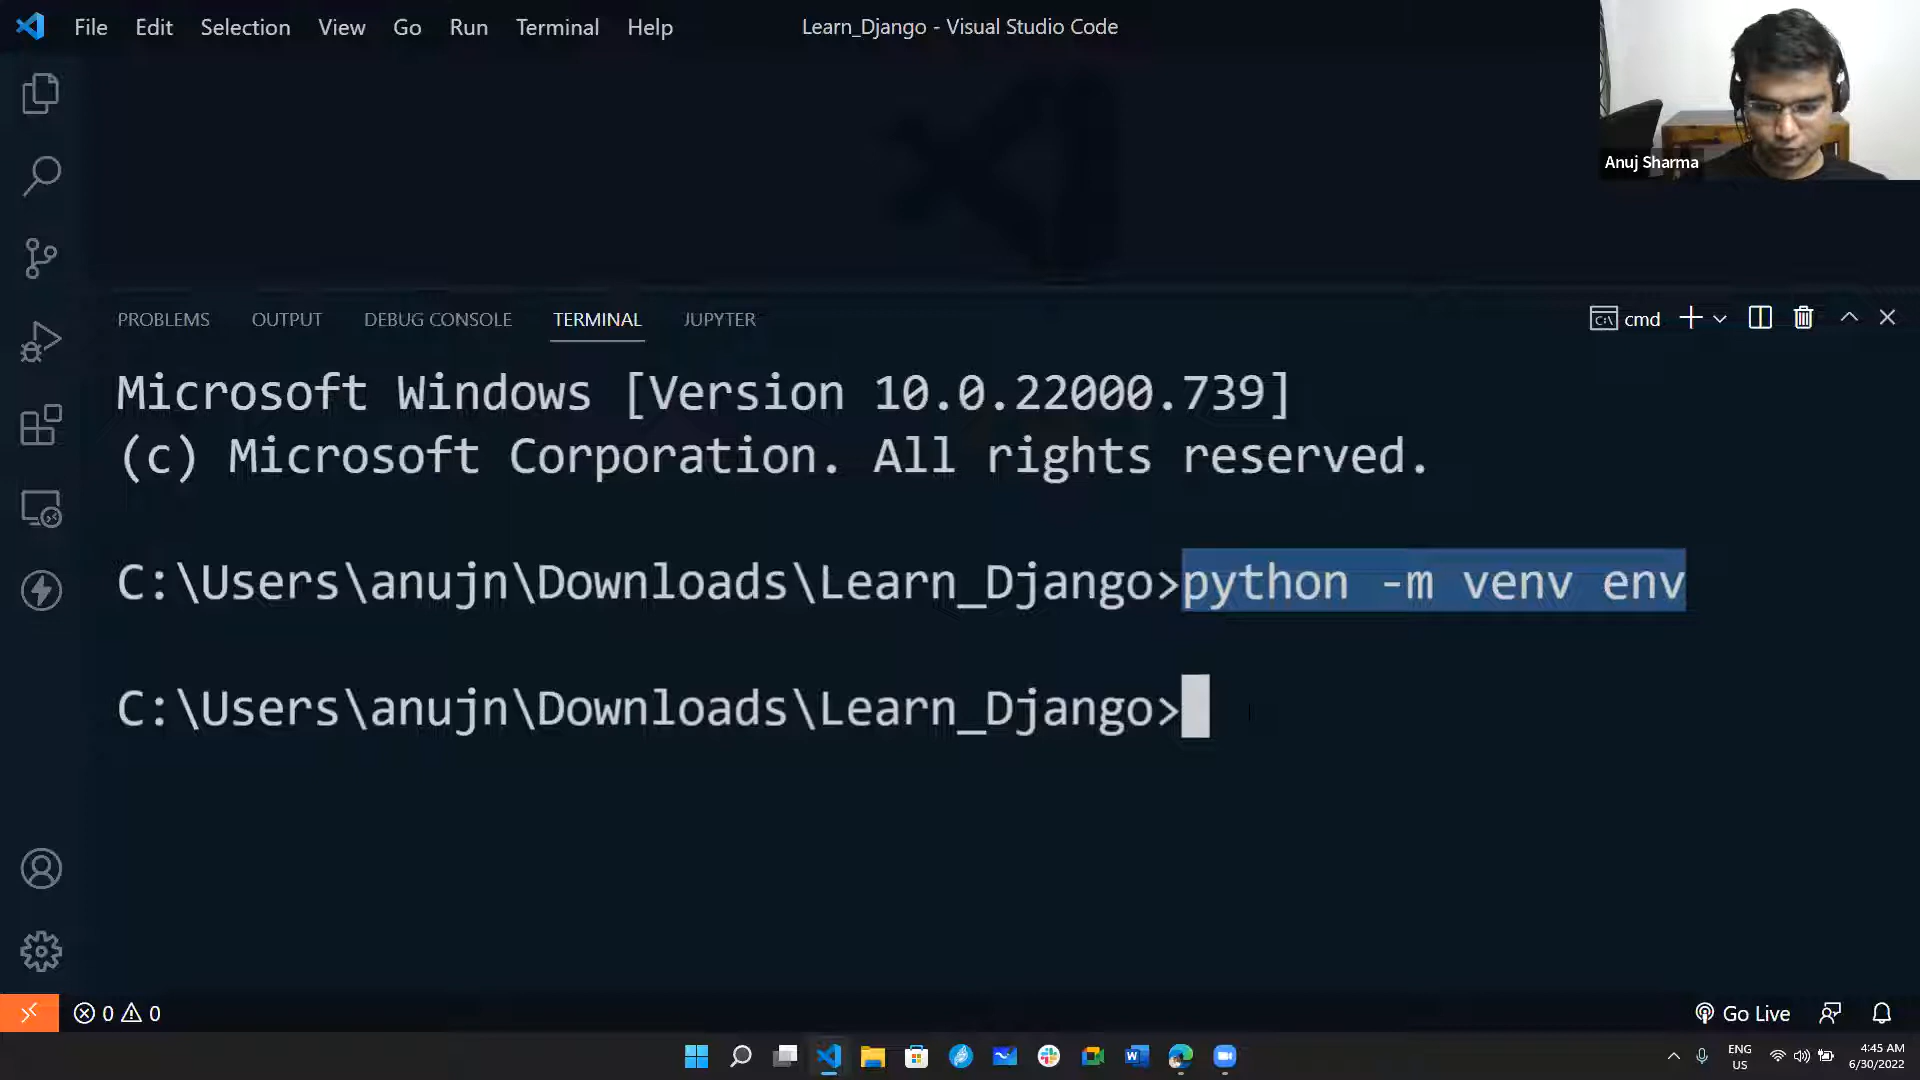 File Edit Selection View Go Run Terminal Help
Learn_Django - Visual Studio Code
Anuj Sharma
PROBLEMS OUTPUT DEBUG CONSOLE TERMINAL JUPYTER
cmd
Microsoft Windows [Version 10.0.22000.739]
(c) Microsoft Corporation. All rights reserved.
C:\Users\anujn\Downloads\Learn_Django>python -m venv env
C:\Users\anujn\Downloads\Learn_Django>
0 0
Go Live
ENG
US
4:45 AM
6/30/2022